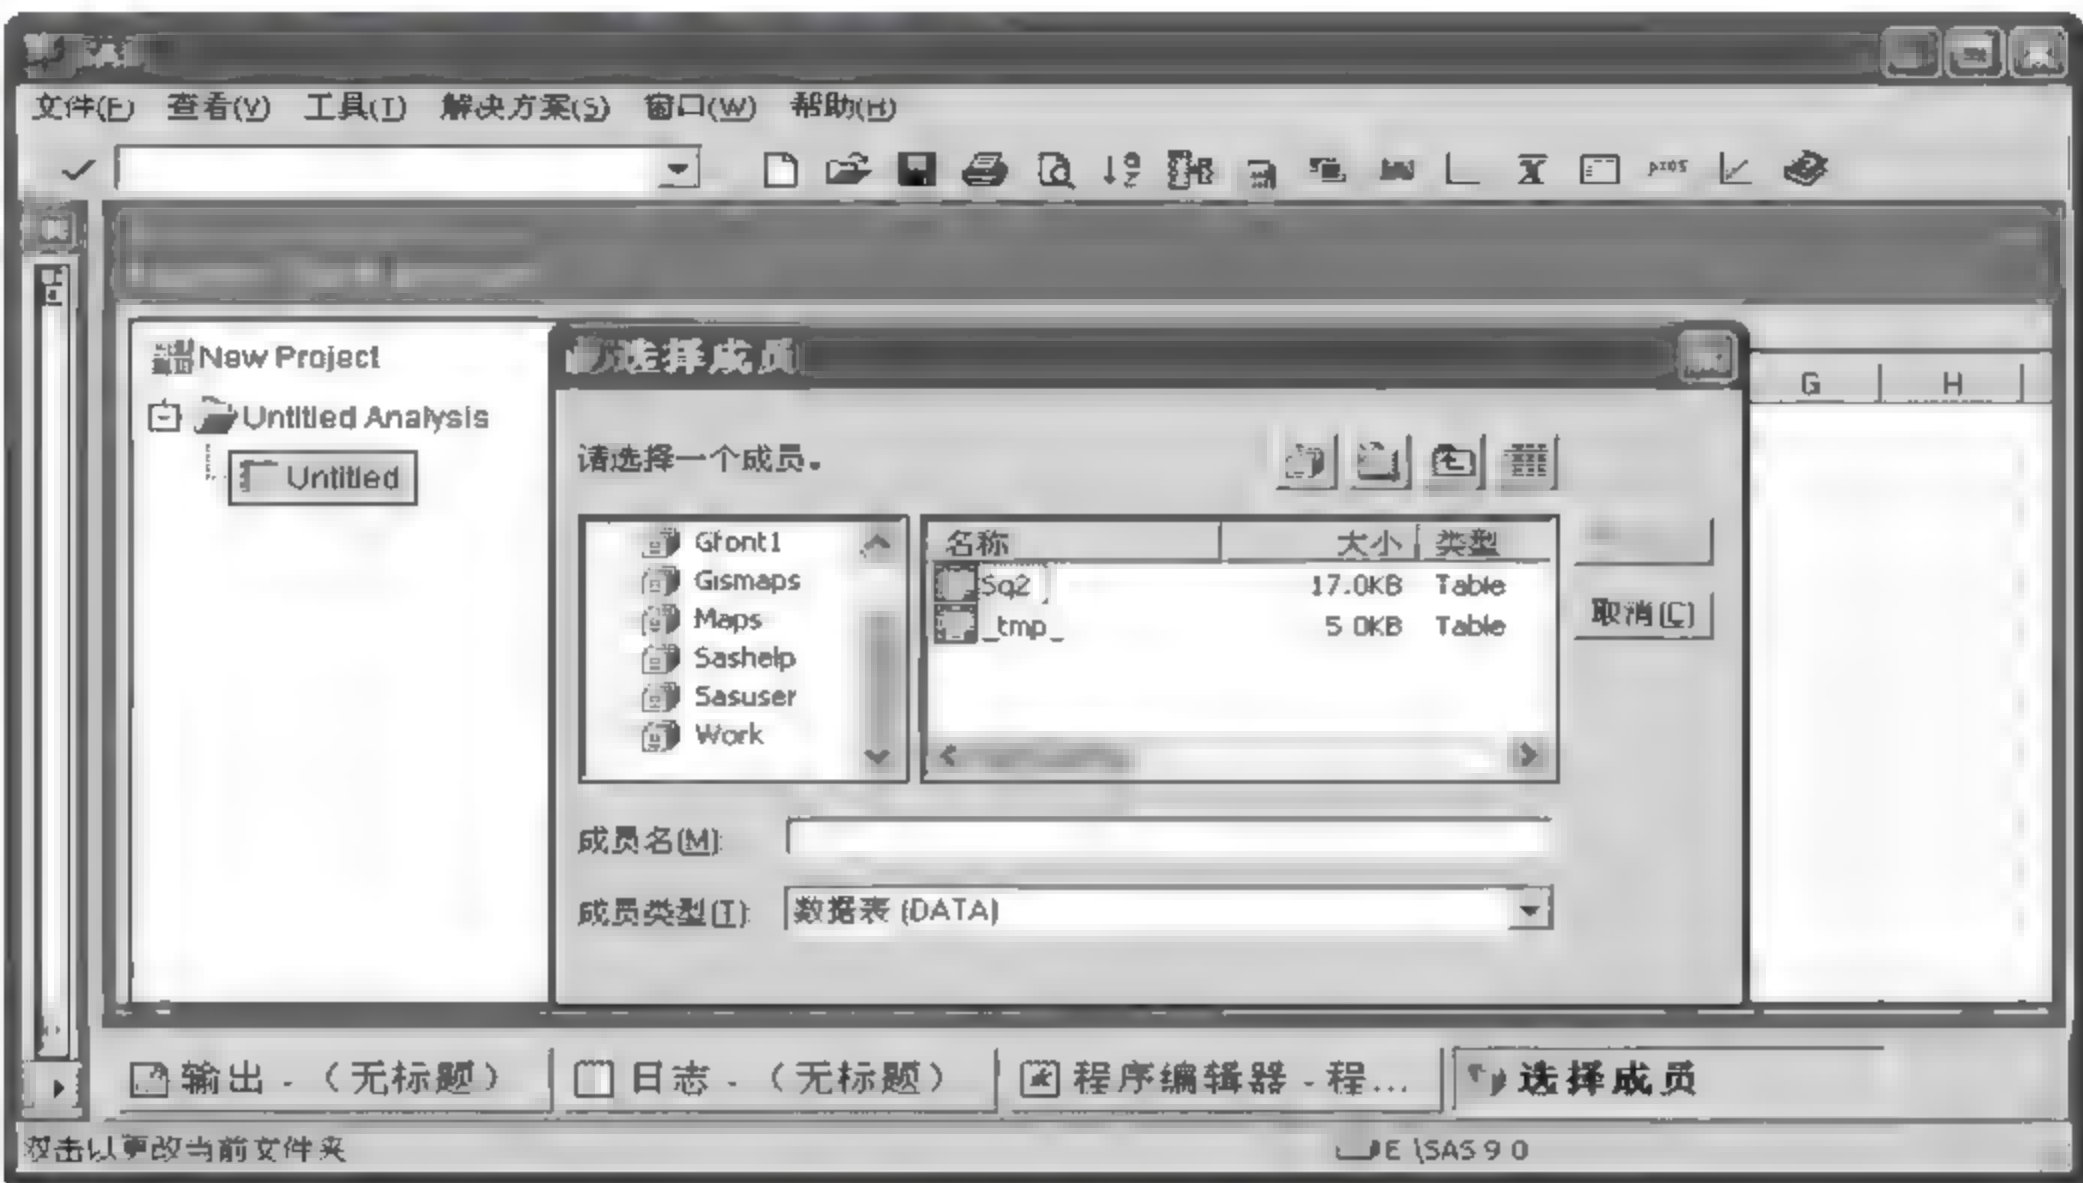 文件(F) 查看(V) 工具(T) 解决方案(S) 窗口(W) 帮助(H)
New Project
Untitled Analysis
Untitled
选择成员
G H
请选择一个成员。
Gfont1
Gismaps
Maps
Sashelp
Sasuser
Work
名称 大小 类型
Sq2 17.0KB Table
_tmp_ 5 0KB Table
取消(C)
成员名(M):
成员类型(T): 数据表 (DATA)
输出 - (无标题) 日志 - (无标题) 程序编辑器 - 程... 选择成员
双击以更改当前文件夹 E \SAS 9 0